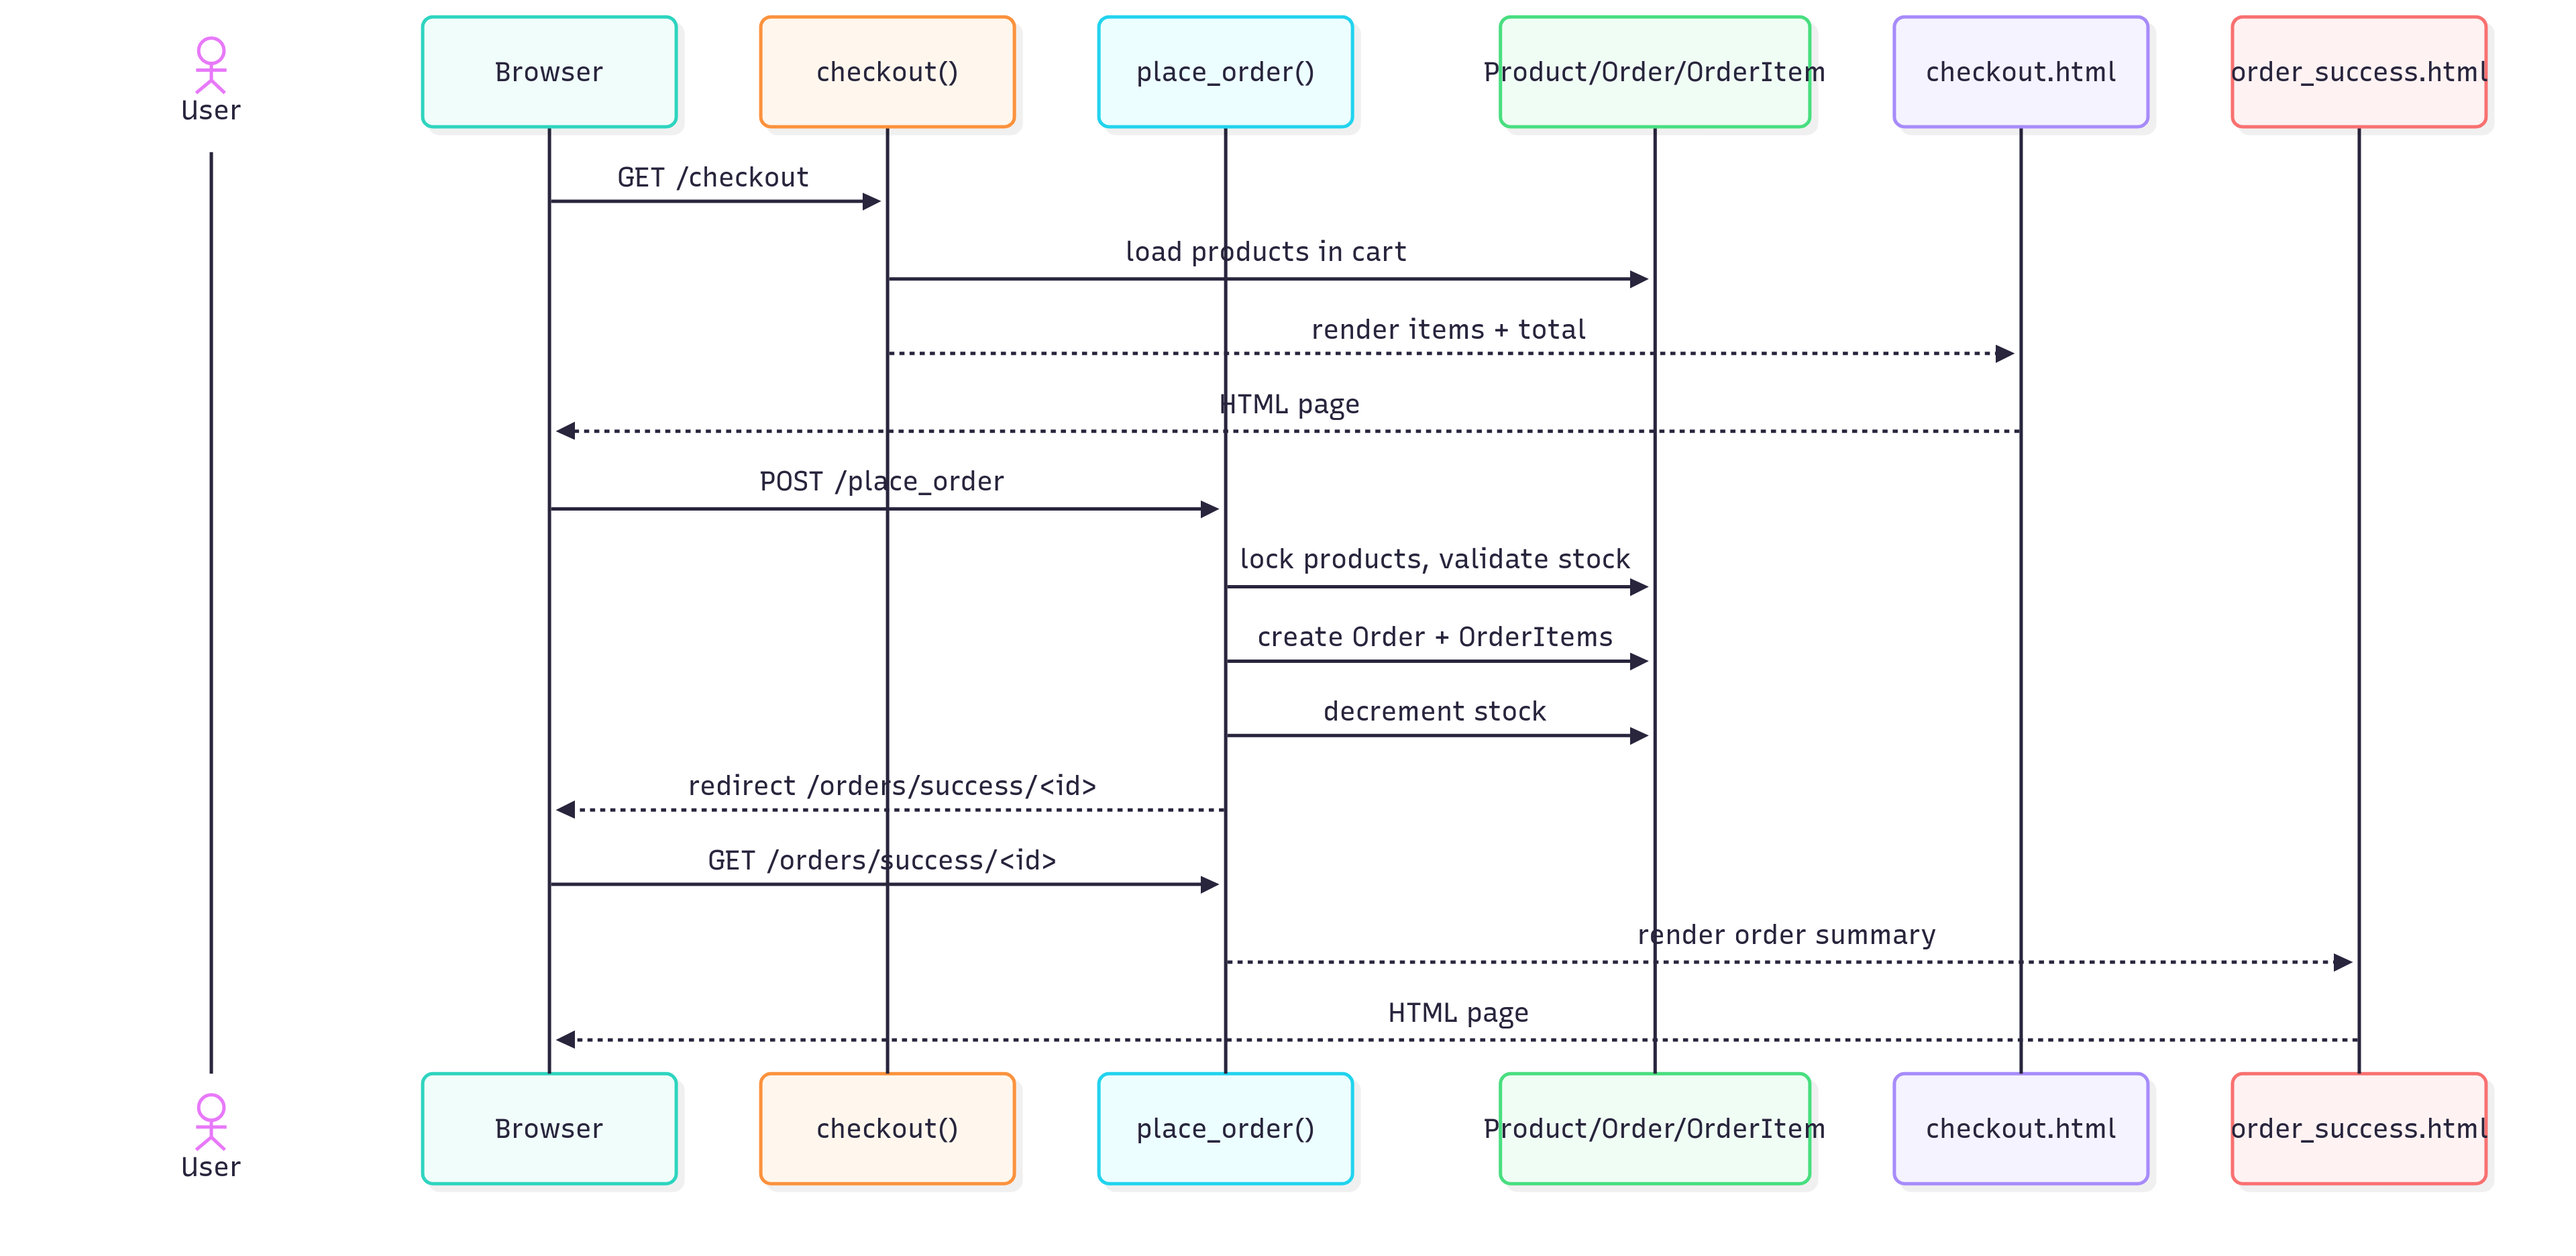 User
Browser
checkout()
place_order()
Product/Order/OrderItem
checkout.html
order_success.html
GET /checkout
load products in cart
render items + total
HTML page
POST /place_order
lock products, validate stock
create Order + OrderItems
decrement stock
redirect /orders/success/<id>
GET /orders/success/<id>
render order summary
HTML page
User
Browser
checkout()
place_order()
Product/Order/OrderItem
checkout.html
order_success.html